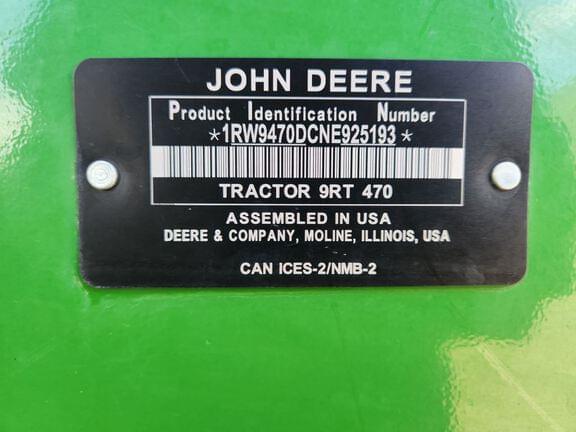 JOHN DEERE
Product Identification Number
*1RW9470DCNE925193*
TRACTOR 9RT 470
ASSEMBLED IN USA
DEERE & COMPANY, MOLINE, ILLINOIS, USA
CAN ICES-2/NMB-2